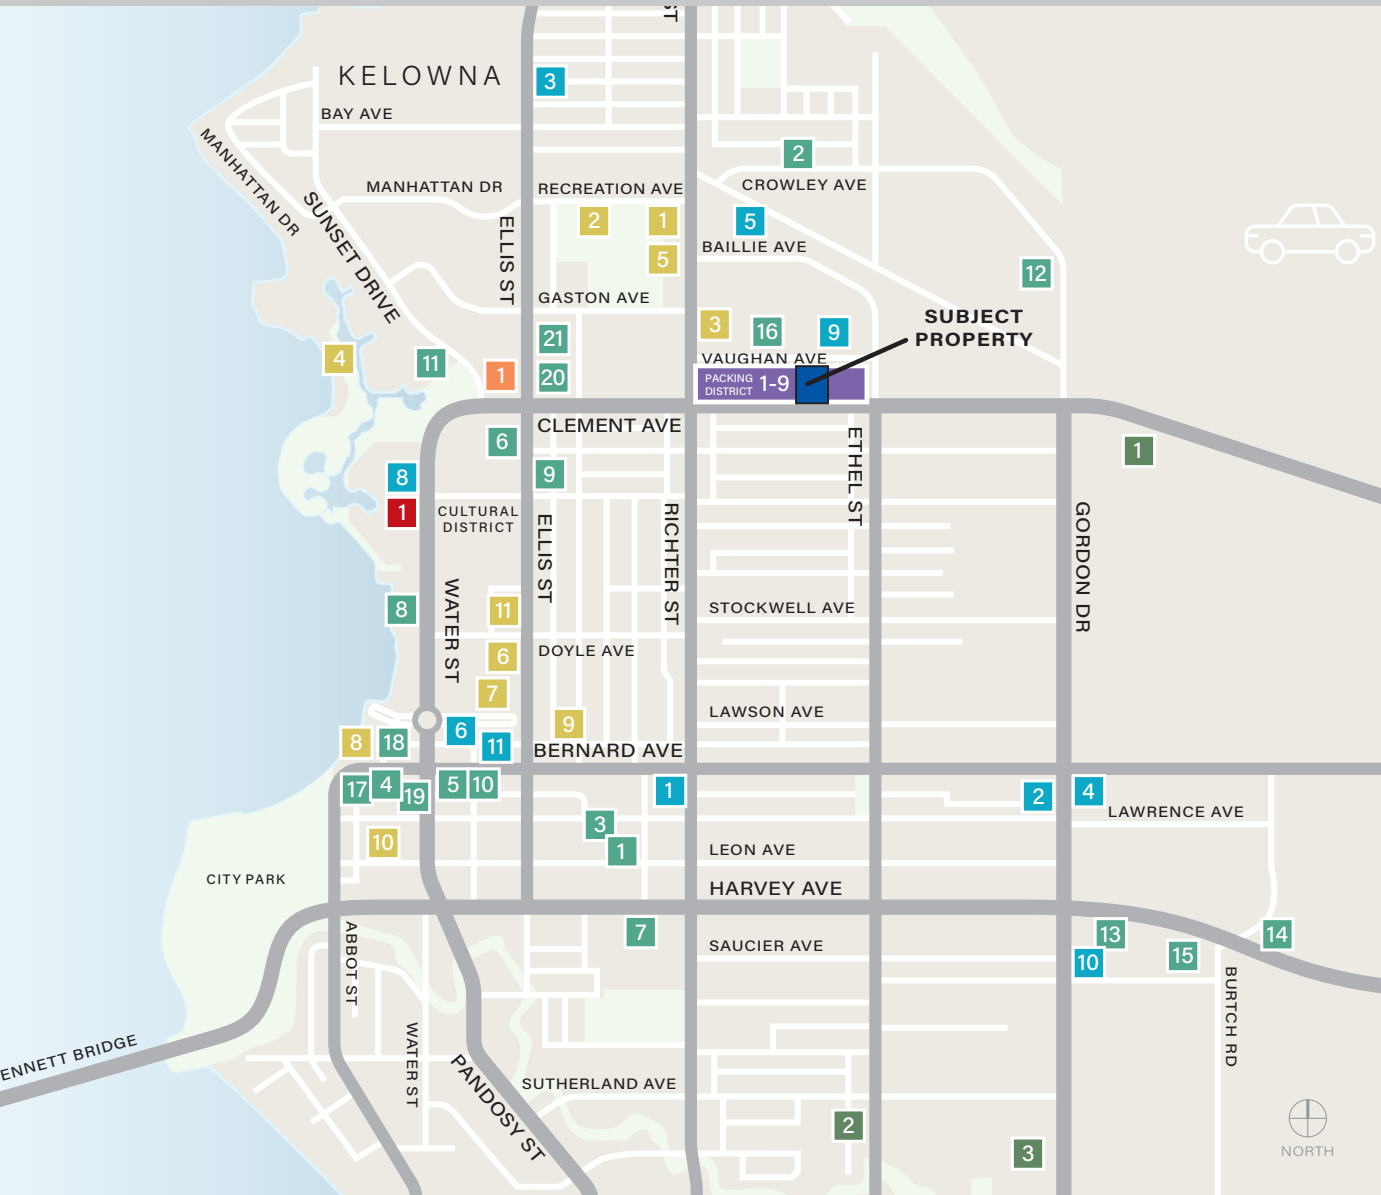 ST
KELOWNA
3
BAY AVE
MANHATTAN DR
2
MANHATTAN DR
RECREATION AVE
CROWLEY AVE
SUNSET DRIVE
ELLIS ST
2
1
5
5
BAILLIE AVE
12
GASTON AVE
SUBJECT
PROPERTY
3
16
9
21
4
11
VAUGHAN AVE
1
20
PACKING
DISTRICT
1-9
CLEMENT AVE
6
1
8
9
ETHEL ST
1
CULTURAL
DISTRICT
ELLIS ST
RICHTER ST
GORDON DR
WATER ST
8
11
STOCKWELL AVE
6
DOYLE AVE
7
LAWSON AVE
9
6
8
18
11
BERNARD AVE
17
4
19
5
10
1
2
4
LAWRENCE AVE
3
10
1
LEON AVE
CITY PARK
HARVEY AVE
7
13
14
SAUCIER AVE
15
10
ABBOT ST
BURTCH RD
ENNETT BRIDGE
WATER ST
PANDOSY ST
SUTHERLAND AVE
2
3
NORTH